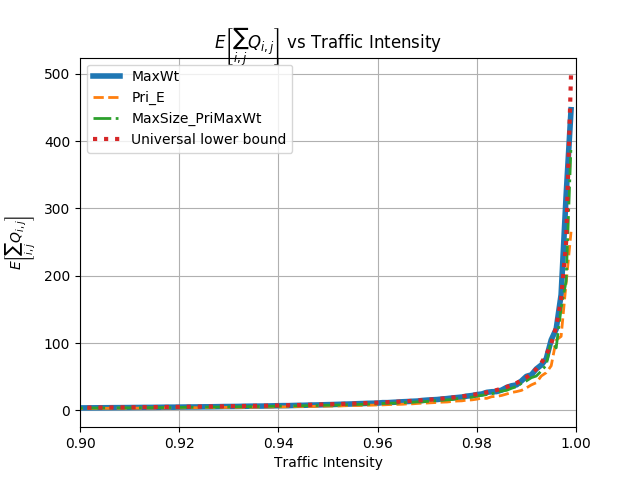 E[∑_{i,j} Q_{i,j}] vs Traffic Intensity
MaxWt
Pri_E
MaxSize_PriMaxWt
Universal lower bound
500
400
300
200
100
0
E[∑_{i,j} Q_{i,j}]
0.90 0.92 0.94 0.96 0.98 1.00
Traffic Intensity